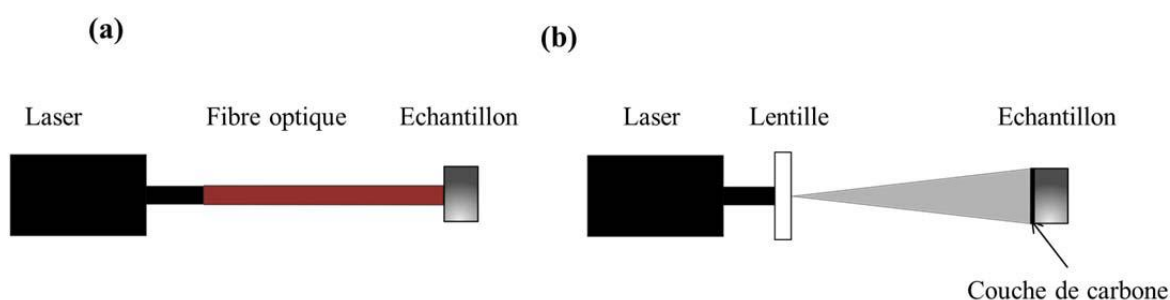 (a)
Laser
Fibre optique
Echantillon
(b)
Laser
Lentille
Echantillon
Couche de carbone